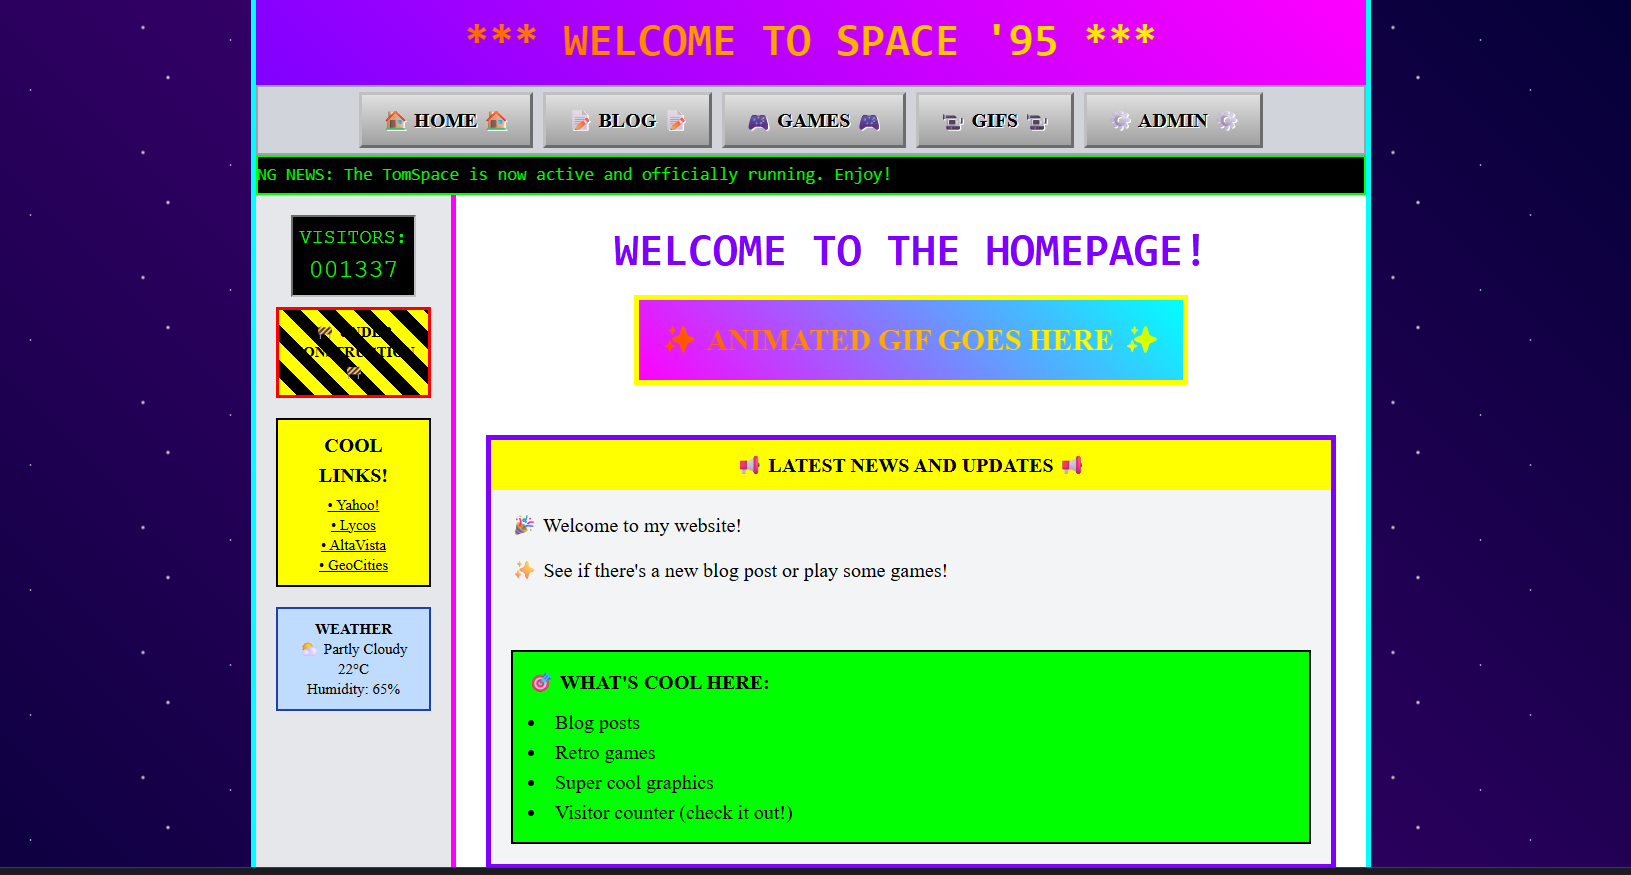 *** WELCOME TO SPACE '95 ***
🏠 HOME 🏠
📝 BLOG 📝
🎮 GAMES 🎮
GIFS
⚙️ ADMIN ⚙️
NG NEWS: The TomSpace is now active and officially running. Enjoy!
VISITORS:
001337
🚧 UNDER
CONSTRUCTION
🚧
COOL
LINKS!
• Yahoo!
• Lycos
• AltaVista
• GeoCities
WEATHER
⛅ Partly Cloudy
22°C
Humidity: 65%
WELCOME TO THE HOMEPAGE!
✨ ANIMATED GIF GOES HERE ✨
📢 LATEST NEWS AND UPDATES 📢
🎉 Welcome to my website!
✨ See if there's a new blog post or play some games!
🎯 WHAT'S COOL HERE:
• Blog posts
• Retro games
• Super cool graphics
• Visitor counter (check it out!)